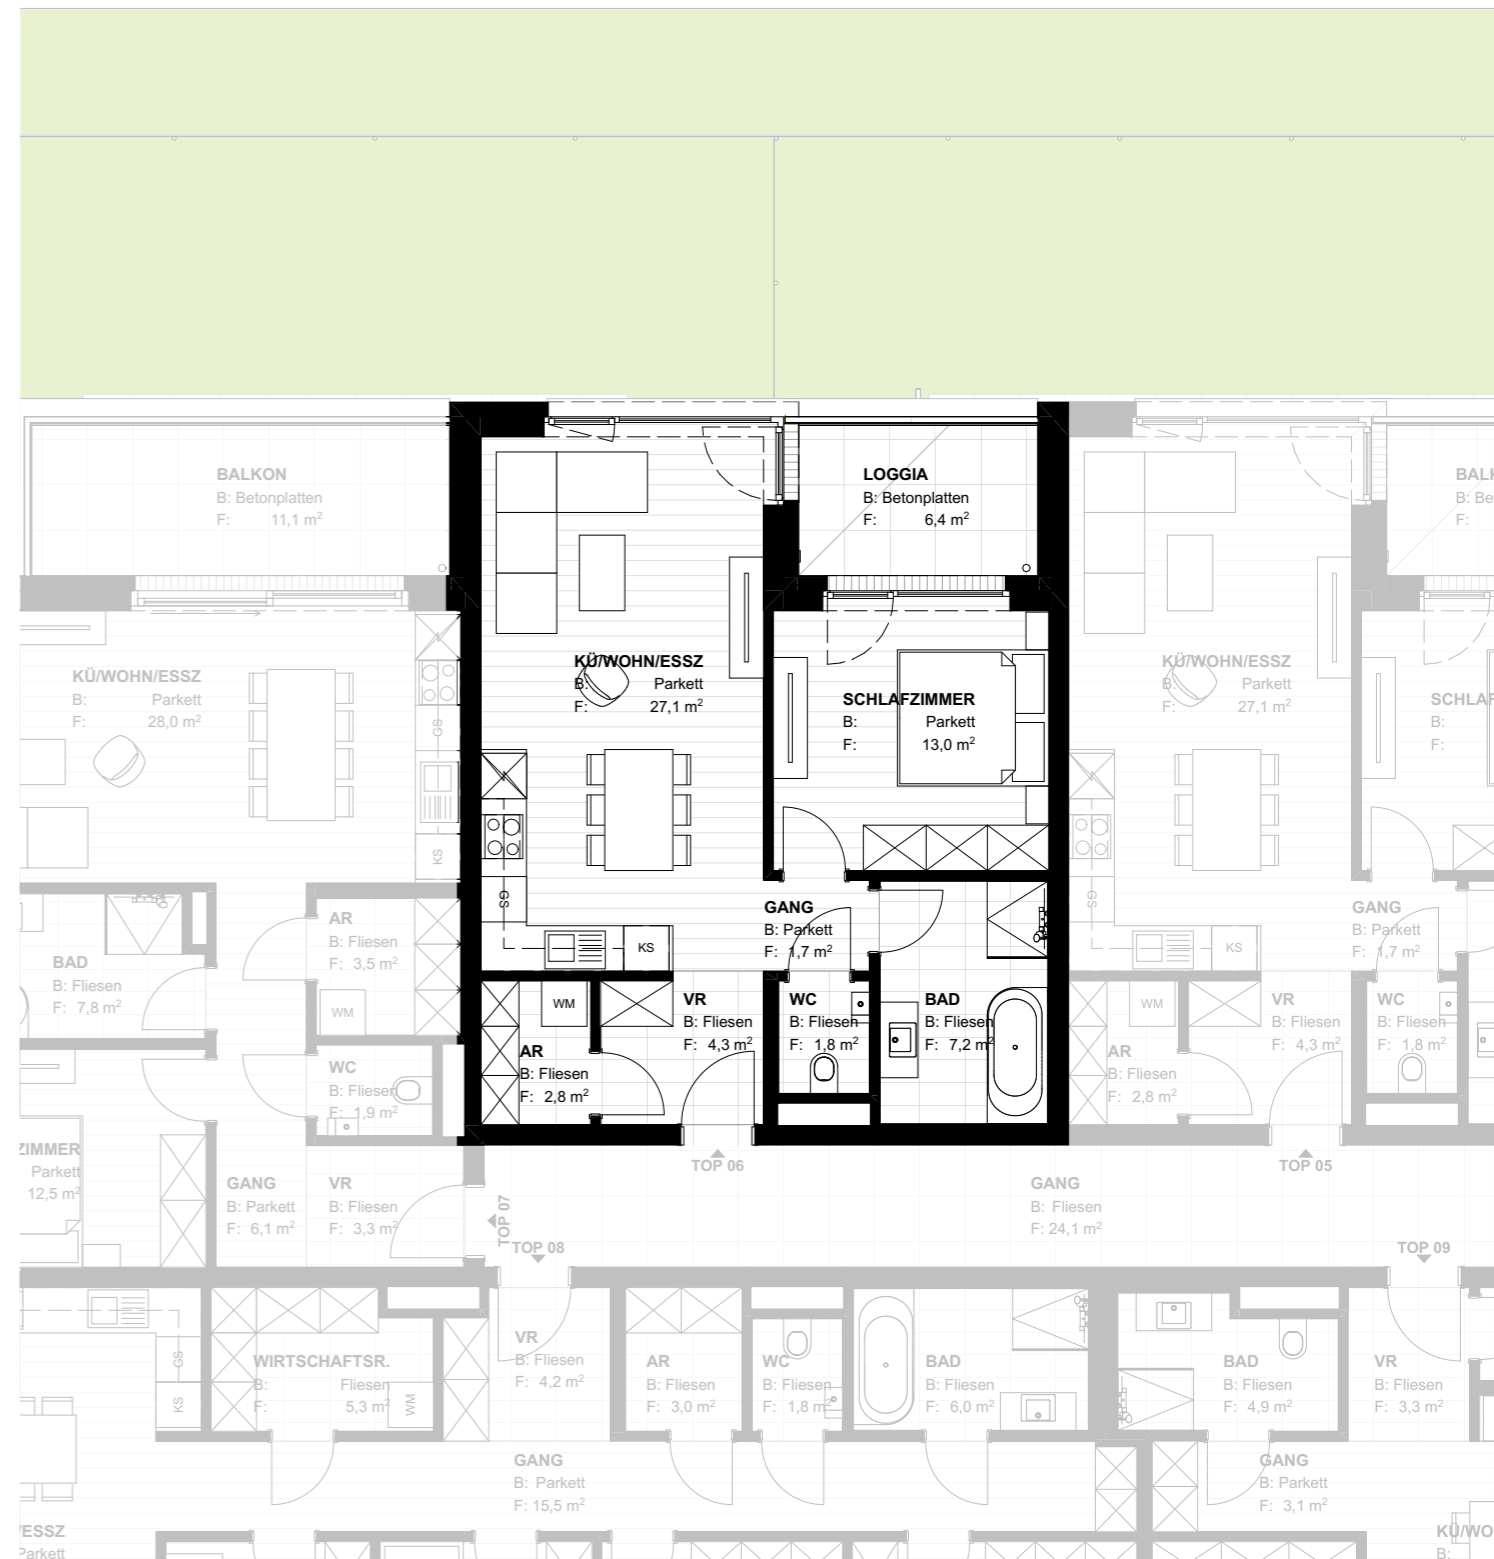 BALKON
B: Betonplatten
F: 11,1 m²
LOGGIA
B: Betonplatten
F: 6,4 m²
B:
F:
KÜ/WOHN/ESSZ
B: Parkett
F: 28,0 m²
GS
KS
KÜ/WOHN/ESSZ
B: Parkett
F: 27,1 m²
SCHLAFZIMMER
B: Parkett
F: 13,0 m²
KÜ/WOHN/ESSZ
B: Parkett
F: 27,1 m²
B:
F:
GS
KS
GS
KS
GANG
B: Parkett
F: 1,7 m²
GANG
B: Parkett
F: 1,7 m²
AR
B: Fliesen
F: 3,5 m²
WM
BAD
B: Fliesen
F: 7,8 m²
WC
B: Fliesen
F: 1,9 m²
WM
AR
B: Fliesen
F: 2,8 m²
VR
B: Fliesen
F: 4,3 m²
WC
B: Fliesen
F: 1,8 m²
BAD
B: Fliesen
F: 7,2 m²
WM
AR
B: Fliesen
F: 2,8 m²
VR
B: Fliesen
F: 4,3 m²
WC
B: Fliesen
F: 1,8 m²
ZIMMER
Parkett
12,5 m²
GANG
B: Parkett
F: 6,1 m²
VR
B: Fliesen
F: 3,3 m²
TOP 07
TOP 06
TOP 05
GANG
B: Fliesen
F: 24,1 m²
TOP 08
TOP 09
GS
KS
WIRTSCHAFTSR.
B: Fliesen
F: 5,3 m²
WM
VR
B: Fliesen
F: 4,2 m²
AR
B: Fliesen
F: 3,0 m²
WC
B: Fliesen
F: 1,8 m²
BAD
B: Fliesen
F: 6,0 m²
BAD
B: Fliesen
F: 4,9 m²
VR
B: Fliesen
F: 3,3 m²
GANG
B: Parkett
F: 15,5 m²
GANG
B: Parkett
F: 3,1 m²
/ESSZ
Parkett
KÜ/WO
B: